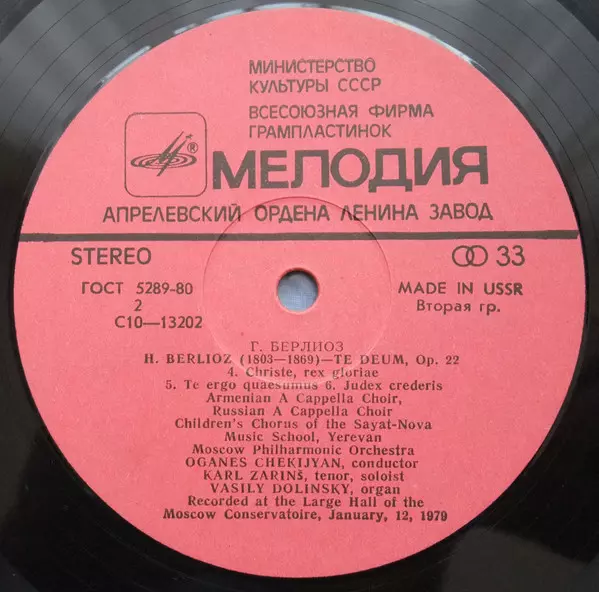 МИНИСТЕРСТВО
КУЛЬТУРЫ СССР
ВСЕСОЮЗНАЯ ФИРМА
ГРАМПЛАСТИНОК
®
МЕЛОДИЯ
АПРЕЛЕВСКИЙ ОРДЕНА ЛЕНИНА ЗАВОД
STEREO
33
ГОСТ 5289-80
MADE IN USSR
2
Вторая гр.
С10—13202
Г. БЕРЛИОЗ
H. BERLIOZ (1803—1869)—TE DEUM, Op. 22
4. Christe, rex gloriae
5. Te ergo quaesumus 6. Judex crederis
Armenian A Cappella Choir,
Russian A Cappella Choir
Children's Chorus of the Sayat-Nova
Music School, Yerevan
Moscow Philharmonic Orchestra
OGANES CHEKIJYAN, conductor
KARL ZARINŠ, tenor, soloist
VASILY DOLINSKY, organ
Recorded at the Large Hall of the
Moscow Conservatoire, January, 12, 1979